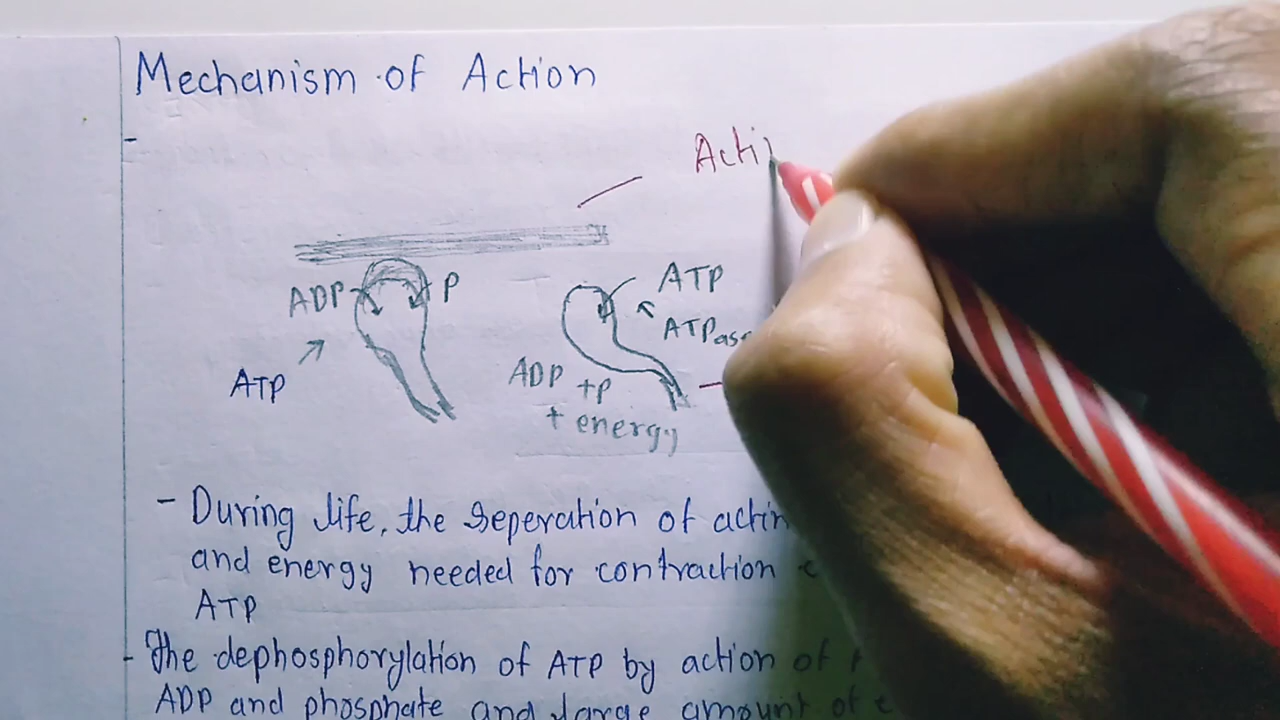 Mechanism of Action
Acti
ADP P ATP
ATPase
ATP ADP +P
+ energy
- During life, the seperation of actin
and energy needed for contraction
ATP
- The dephosphorylation of ATP by action of
ADP and phosphate and large amount of